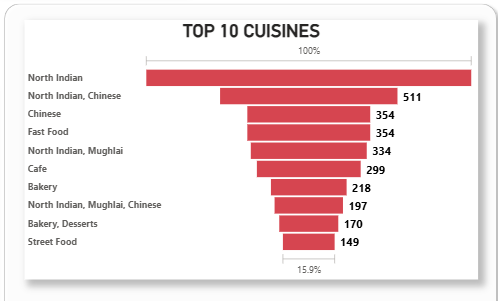 TOP 10 CUISINES
100%
North Indian
North Indian, Chinese 511
Chinese 354
Fast Food 354
North Indian, Mughlai 334
Cafe 299
Bakery 218
North Indian, Mughlai, Chinese 197
Bakery, Desserts 170
Street Food 149
15.9%